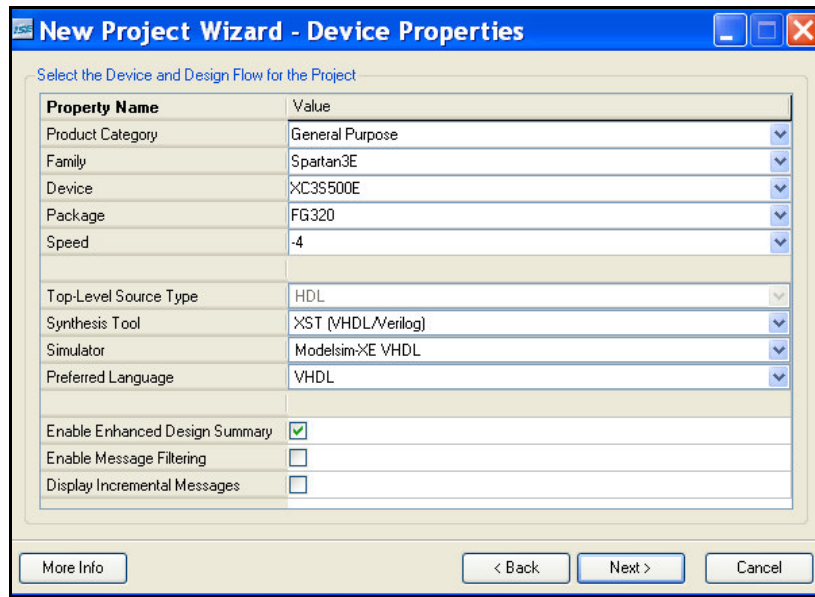 ISE New Project Wizard - Device Properties
Select the Device and Design Flow for the Project
Property Name Value
Product Category General Purpose
Family Spartan3E
Device XC3S500E
Package FG320
Speed -4
Top-Level Source Type HDL
Synthesis Tool XST (VHDL/Verilog)
Simulator Modelsim-XE VHDL
Preferred Language VHDL
Enable Enhanced Design Summary
Enable Message Filtering
Display Incremental Messages
More Info < Back Next > Cancel